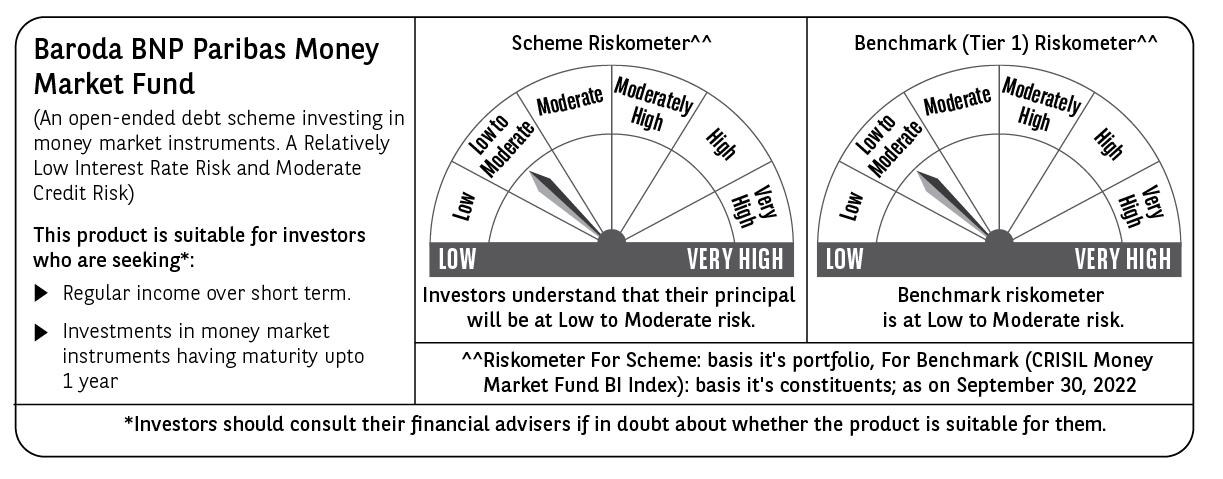 Baroda BNP Paribas Money
Market Fund
(An open-ended debt scheme investing in
money market instruments. A Relatively
Low Interest Rate Risk and Moderate
Credit Risk)
This product is suitable for investors
who are seeking*:
Regular income over short term.
Investments in money market
instruments having maturity upto
1 year
Scheme Riskometer^^
Low
Low to
Moderate
Moderate
Moderately
High
High
Very
High
LOW
VERY HIGH
Investors understand that their principal
will be at Low to Moderate risk.
Benchmark (Tier 1) Riskometer^^
Low
Low to
Moderate
Moderate
Moderately
High
High
Very
High
LOW
VERY HIGH
Benchmark riskometer
is at Low to Moderate risk.
^^Riskometer For Scheme: basis it's portfolio, For Benchmark (CRISIL Money
Market Fund BI Index): basis it's constituents; as on September 30, 2022
*Investors should consult their financial advisers if in doubt about whether the product is suitable for them.